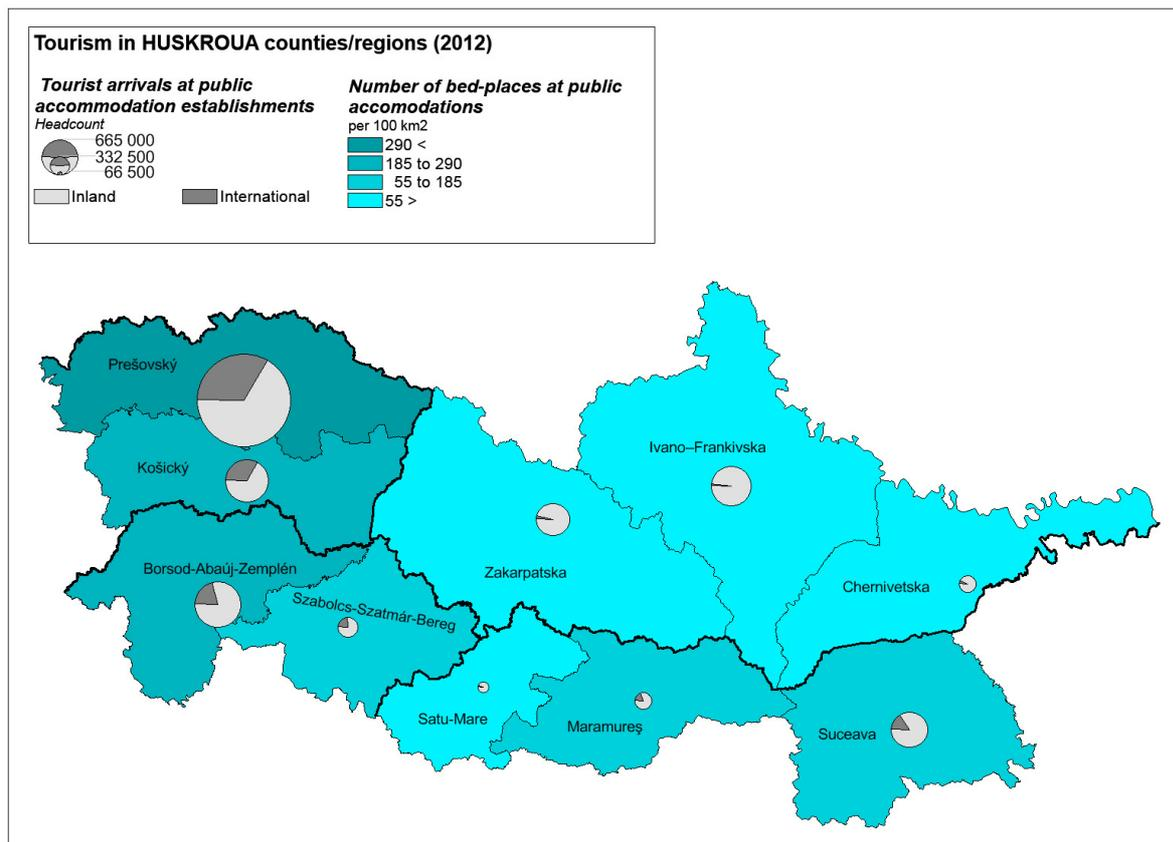 Tourism in HUSKROUA counties/regions (2012)
Tourist arrivals at public
accommodation establishments
Headcount
665 000
332 500
66 500
Inland
International
Number of bed-places at public
accomodations
per 100 km2
290 <
185 to 290
55 to 185
55 >
Prešovský
Košický
Borsod-Abaúj-Zemplén
Szabolcs-Szatmár-Bereg
Zakarpatska
Ivano–Frankivska
Chernivetska
Satu-Mare
Maramureş
Suceava